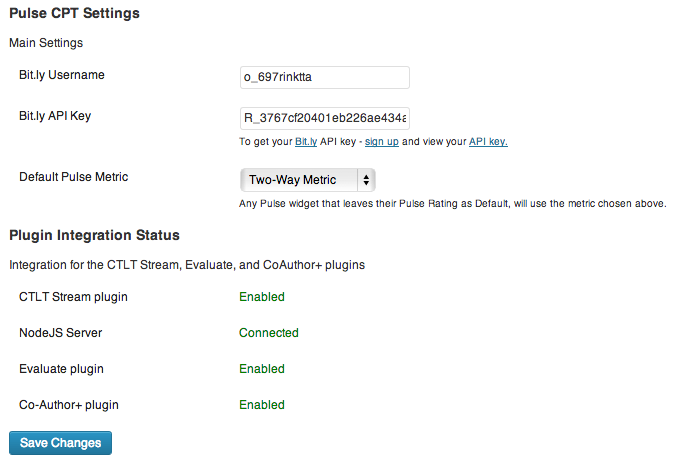 Pulse CPT Settings
Main Settings
Bit.ly Username o_697rinktta
Bit.ly API Key R_3767cf20401eb226ae434a
To get your Bit.ly API key - sign up and view your API key.
Default Pulse Metric Two-Way Metric
Any Pulse widget that leaves their Pulse Rating as Default, will use the metric chosen above.
Plugin Integration Status
Integration for the CTLT Stream, Evaluate, and CoAuthor+ plugins
CTLT Stream plugin Enabled
NodeJS Server Connected
Evaluate plugin Enabled
Co-Author+ plugin Enabled
Save Changes